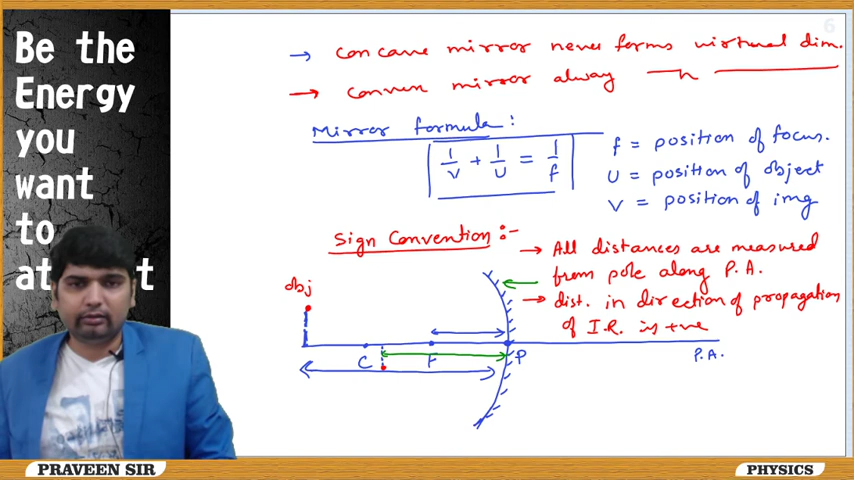 Be the
Energy
you
want
to
at
t
6
→ concave mirror never forms virtual dim.
→ convex mirror alway
Mirror formula:
1/v + 1/u = 1/f
f = position of focus.
u = position of object
v = position of img
Sign Convention :-
→ All distances are measured
from pole along P.A.
→ dist. in direction of propagation
of I.R. is +ve
obj
C
F
P
P.A.
PRAVEEN SIR
PHYSICS